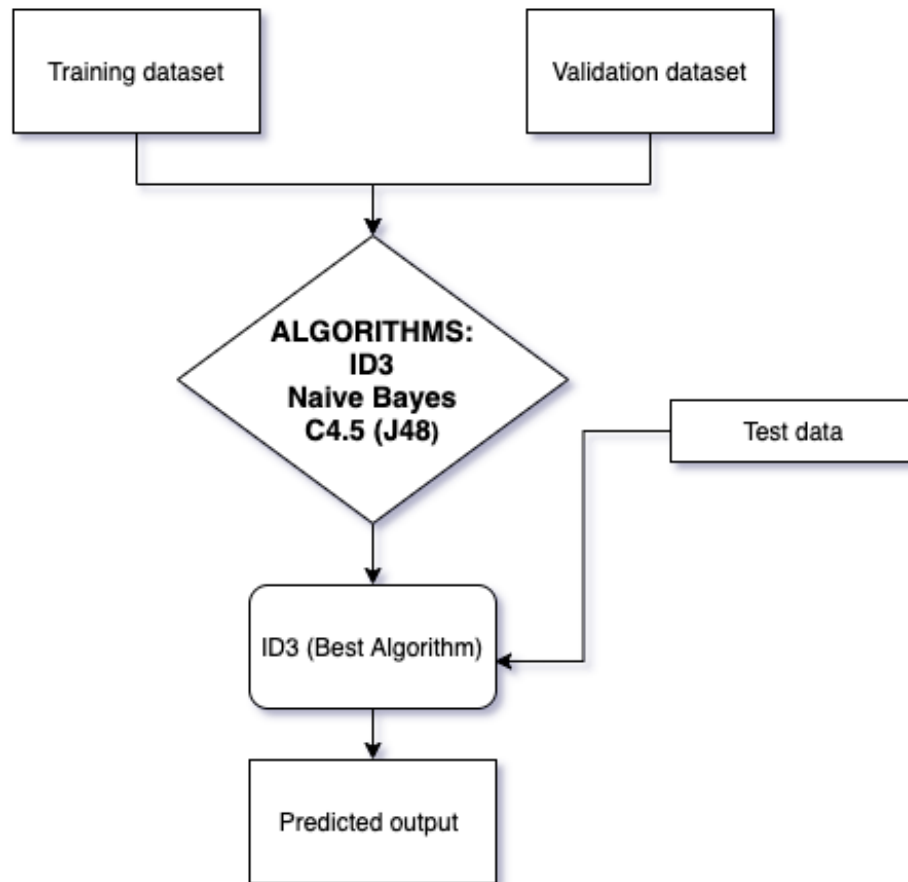 Training dataset
Validation dataset
ALGORITHMS:
ID3
Naive Bayes
C4.5 (J48)
Test data
ID3 (Best Algorithm)
Predicted output